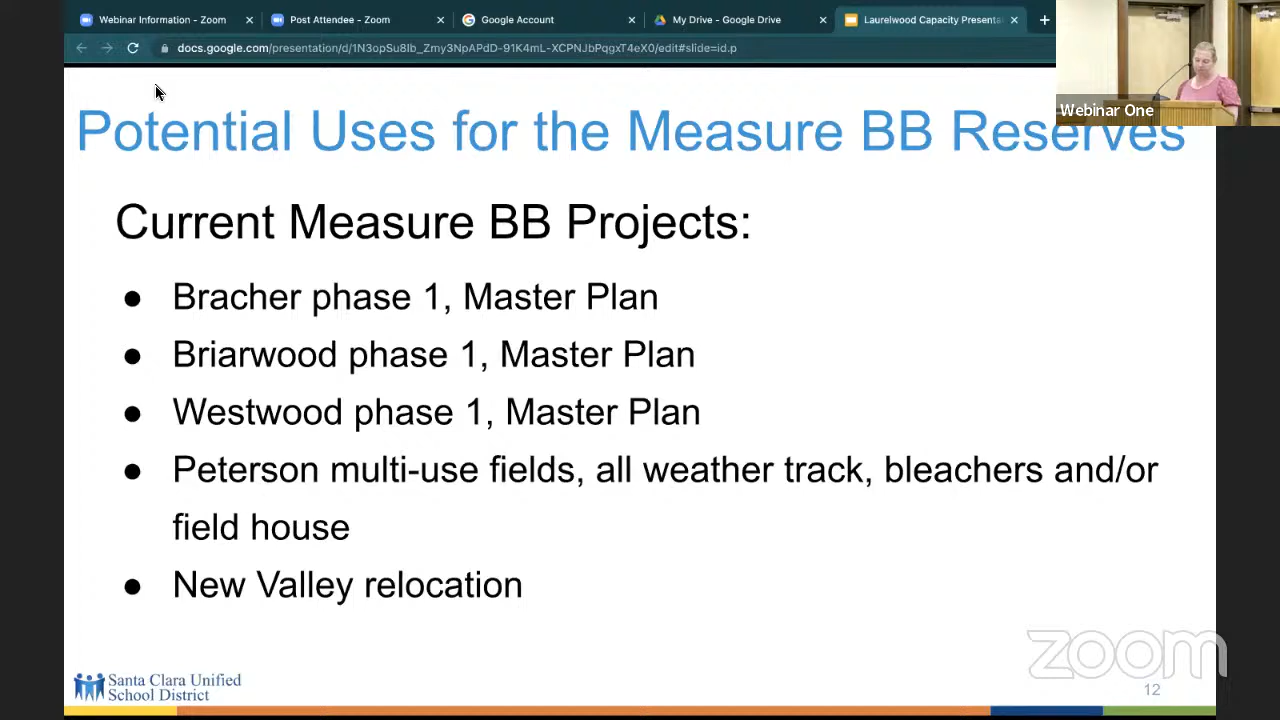 Webinar Information - Zoom
Post Attendee - Zoom
Google Account
My Drive - Google Drive
Laurelwood Capacity Presenta
docs.google.com/presentation/d/1N3opSu8Ib_Zmy3NpAPdD-91K4mL-XCPNJbPqgxT4eX0/edit#slide=id.p
Webinar One
Potential Uses for the Measure BB Reserves
Current Measure BB Projects:
● Bracher phase 1, Master Plan
● Briarwood phase 1, Master Plan
● Westwood phase 1, Master Plan
● Peterson multi-use fields, all weather track, bleachers and/or
field house
● New Valley relocation
zoom
Santa Clara Unified
School District
12